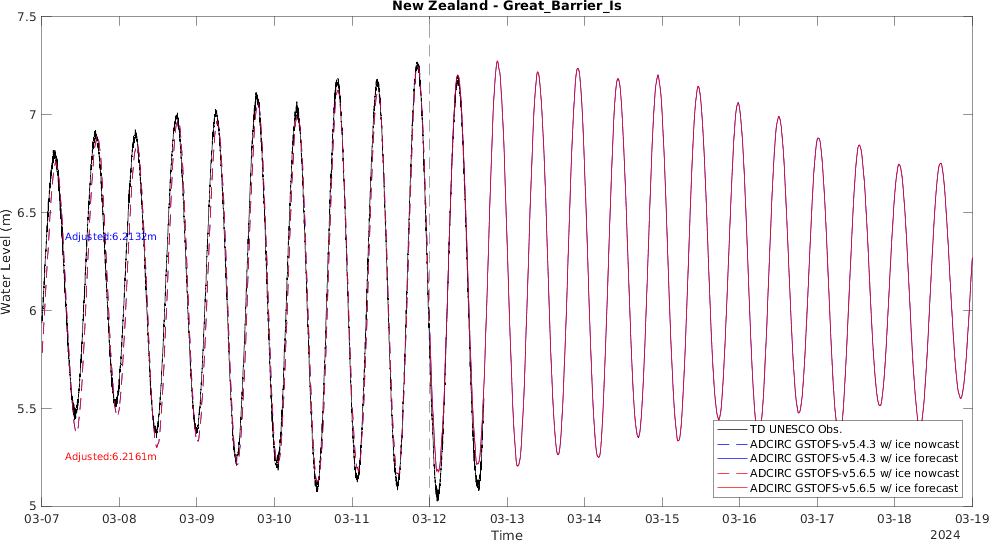 New Zealand - Great_Barrier_Is
7.5
7
6.5
6
5.5
5
Water Level (m)
Adjusted:6.2132m
Adjusted:6.2161m
TD UNESCO Obs.
ADCIRC GSTOFS-v5.4.3 w/ ice nowcast
ADCIRC GSTOFS-v5.4.3 w/ ice forecast
ADCIRC GSTOFS-v5.6.5 w/ ice nowcast
ADCIRC GSTOFS-v5.6.5 w/ ice forecast
03-07 03-08 03-09 03-10 03-11 03-12 03-13 03-14 03-15 03-16 03-17 03-18 03-19
Time
2024